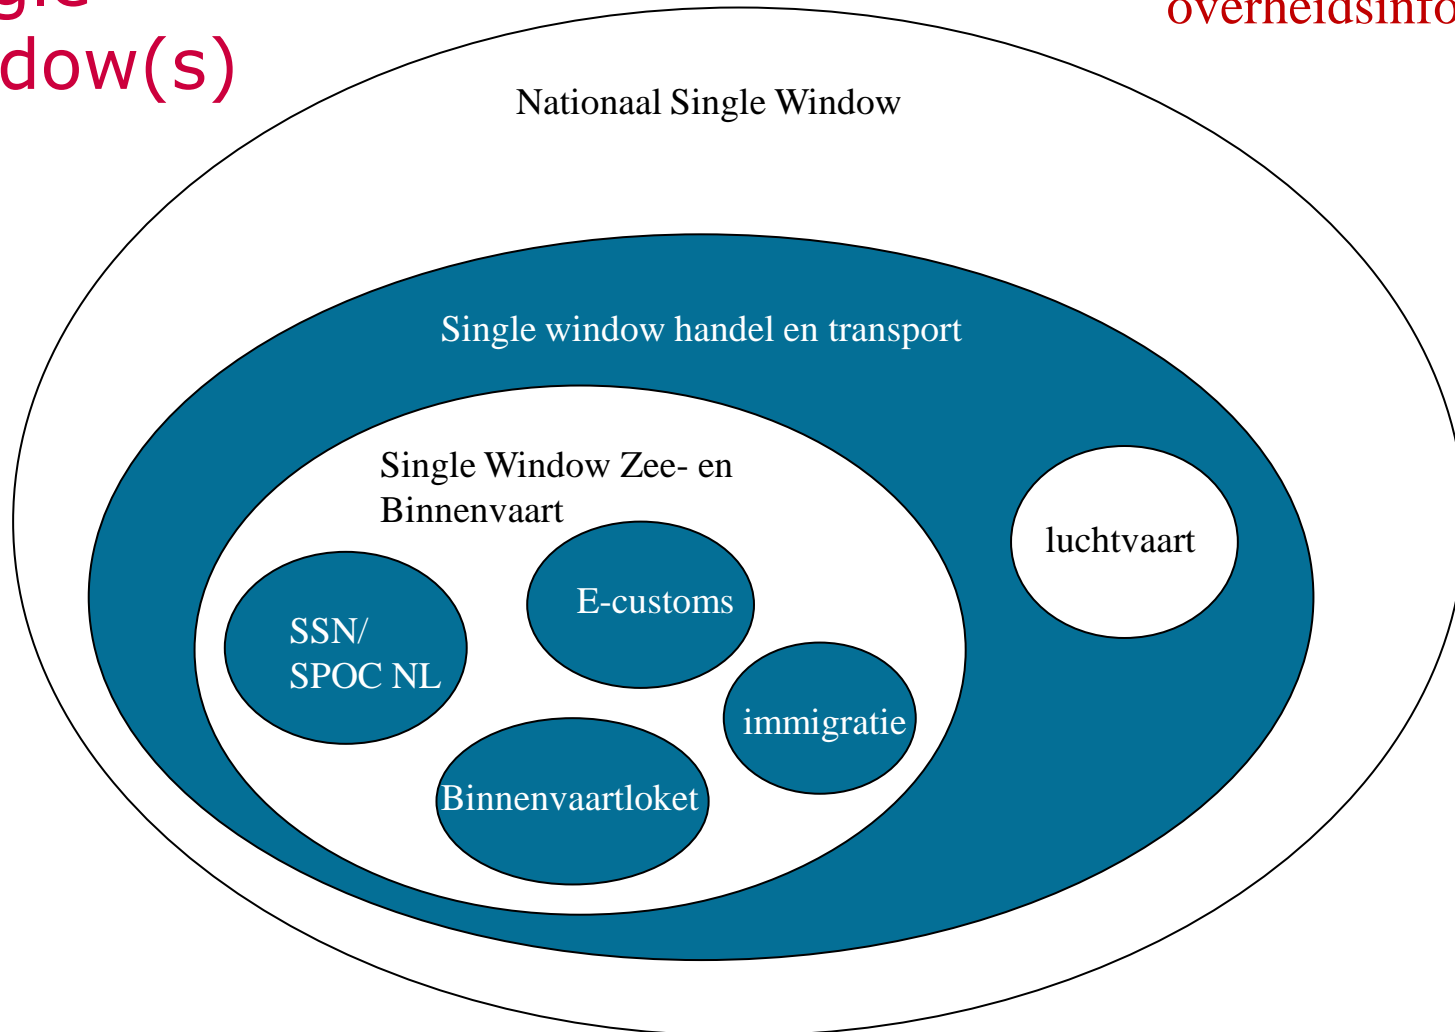 dow(s)
Nationaal Single Window
Single window handel en transport
Single Window Zee- en
Binnenvaart
luchtvaart
E-customs
SSN/
SPOC NL
immigratie
Binnenvaartloket